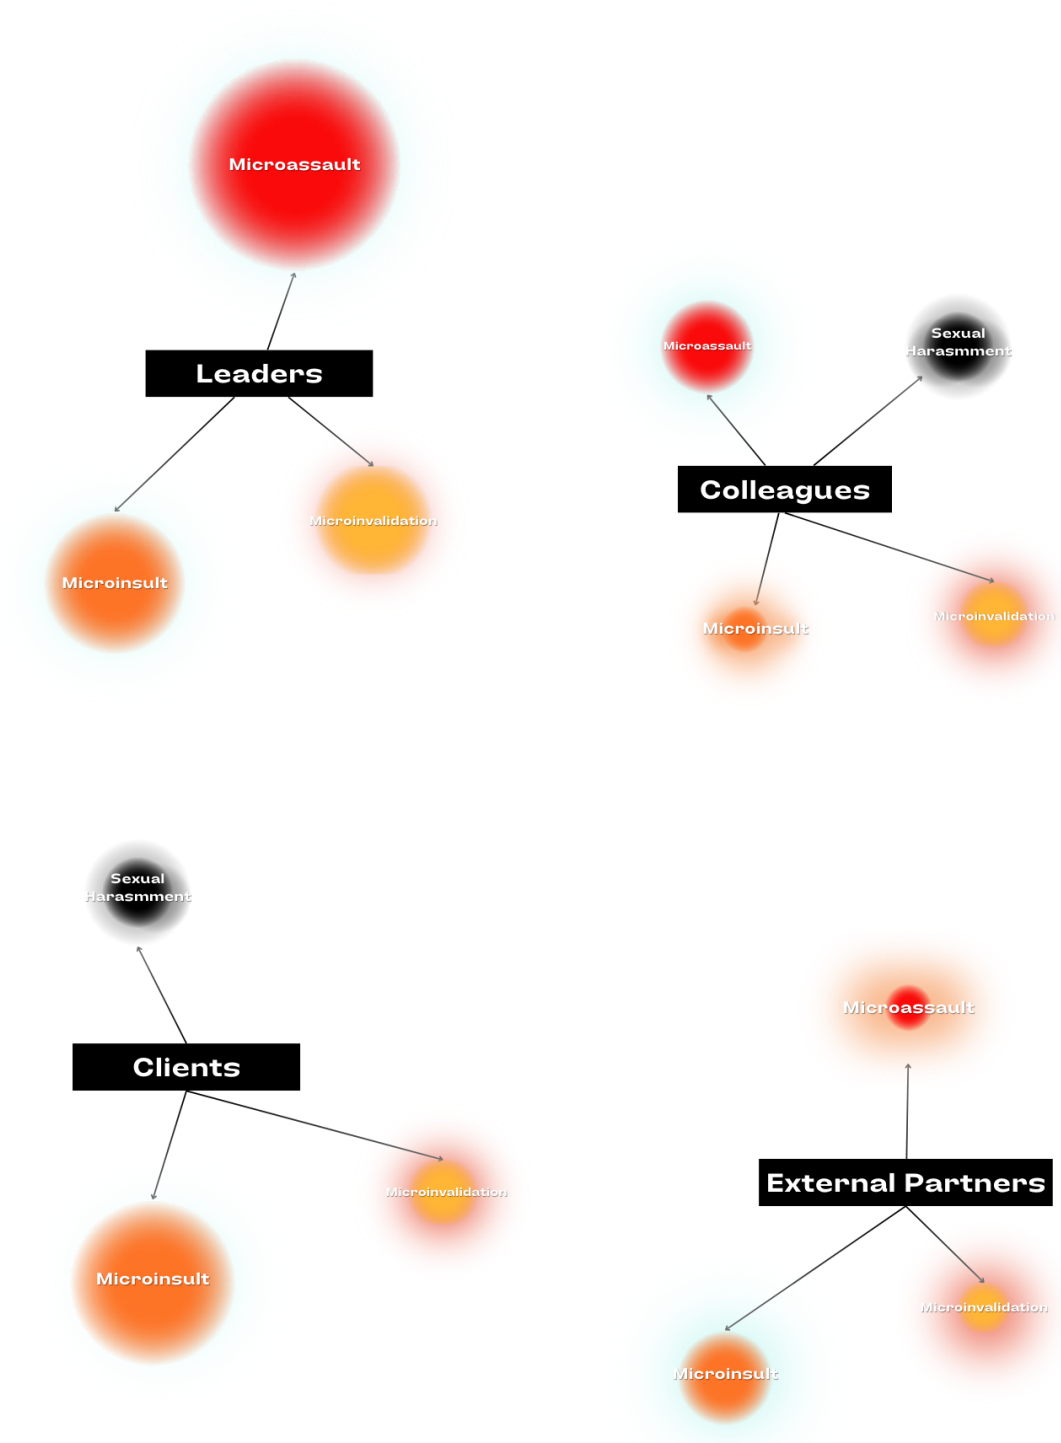 Microassault
Leaders
Microinsult
Microinvalidation
Microassault
Sexual
Harasmment
Colleagues
Microinsult
Microinvalidation
Sexual
Harasmment
Clients
Microinsult
Microinvalidation
Microassault
External Partners
Microinsult
Microinvalidation